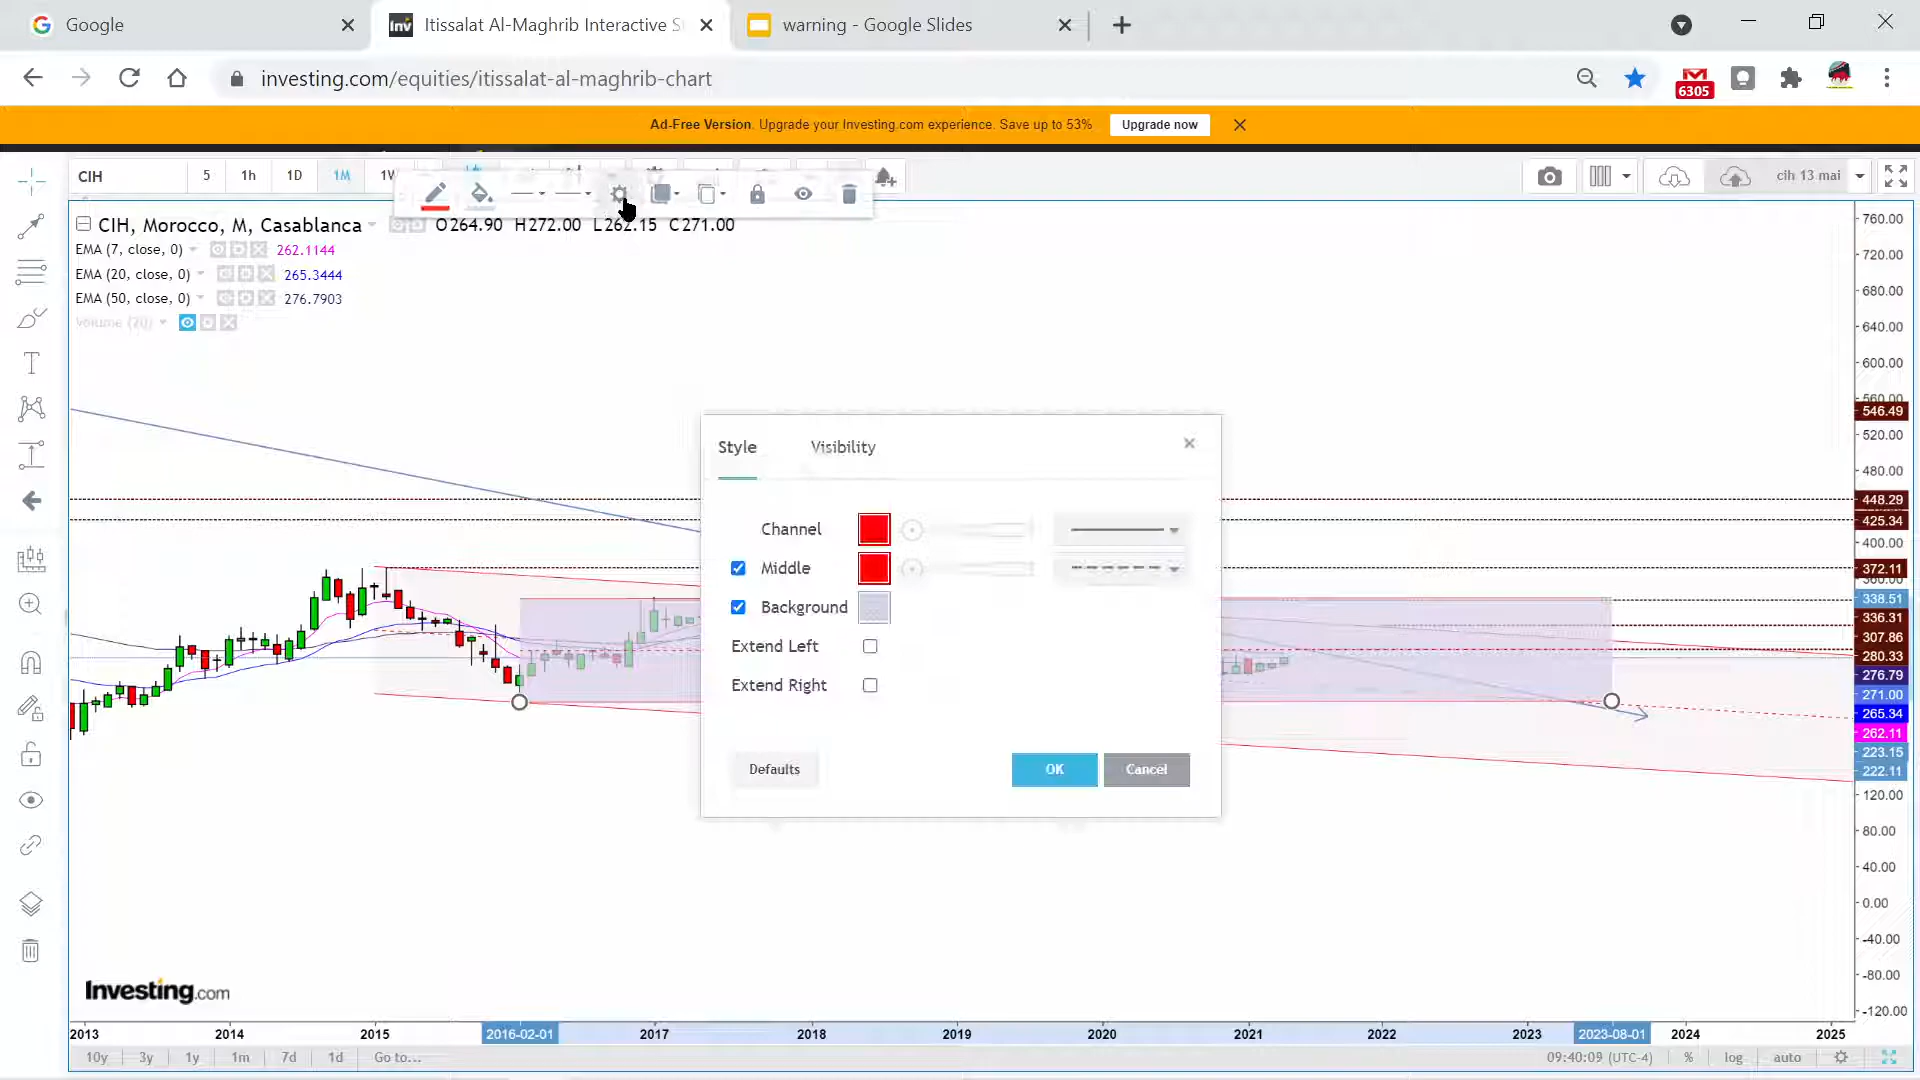 Google
Itissalat Al-Maghrib Interactive S
warning - Google Slides
investing.com/equities/itissalat-al-maghrib-chart
6305
Ad-Free Version. Upgrade your Investing.com experience. Save up to 53%
Upgrade now
CIH
5
1h
1D
1M
1W
cih 13 mai
CIH, Morocco, M, Casablanca
O264.90 H272.00 L262.15 C271.00
EMA (7, close, 0)
262.1144
EMA (20, close, 0)
265.3444
EMA (50, close, 0)
276.7903
Volume (20)
Style
Visibility
Channel
Middle
Background
Extend Left
Extend Right
Defaults
OK
Cancel
760.00
720.00
680.00
640.00
600.00
560.00
546.49
520.00
480.00
448.29
425.34
400.00
372.11
360.00
338.51
336.31
307.86
280.33
276.79
271.00
265.34
262.11
223.15
222.11
120.00
80.00
40.00
0.00
-40.00
-80.00
-120.00
Investing.com
2013
2014
2015
2016-02-01
2017
2018
2019
2020
2021
2022
2023
2023-08-01
2024
2025
10y
3y
1y
1m
7d
1d
Go to...
09:40:09 (UTC-4)
%
log
auto